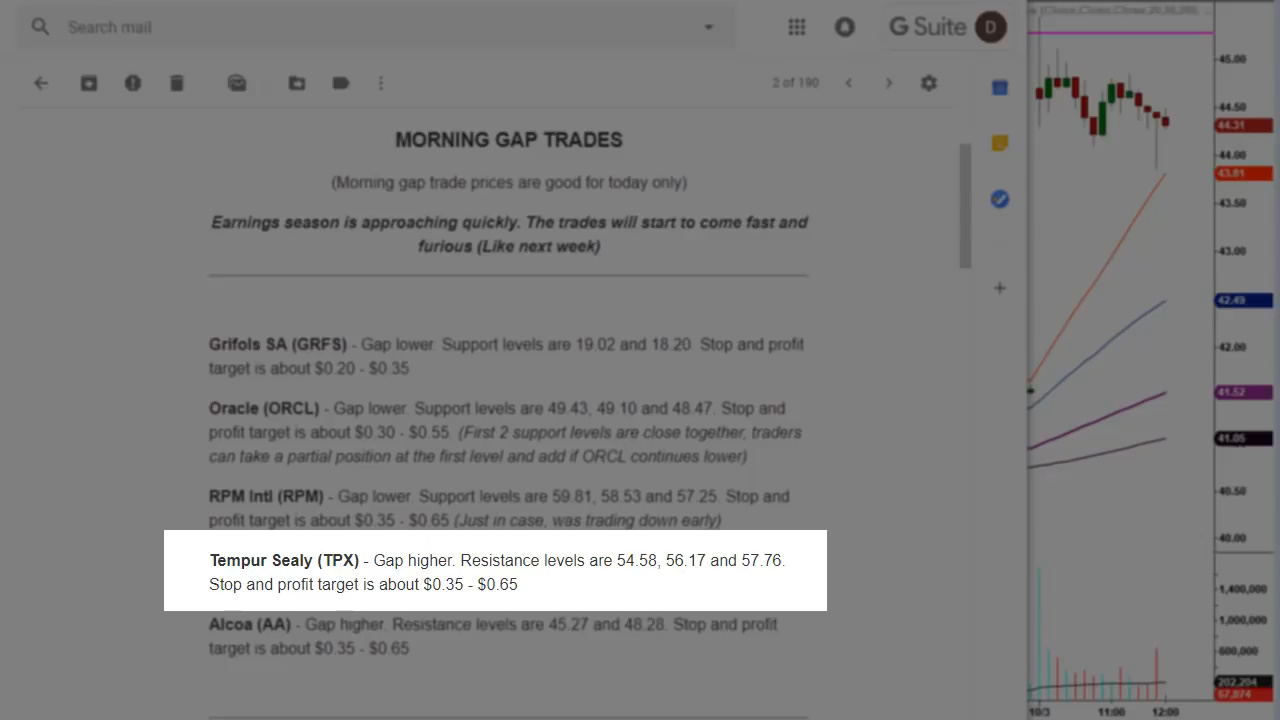 Search mail
G Suite
D
2 of 190
MORNING GAP TRADES
(Morning gap trade prices are good for today only)
Earnings season is approaching quickly. The trades will start to come fast and
furious (Like next week)
Grifols SA (GRFS) - Gap lower. Support levels are 19.02 and 18.20  Stop and profit
target is about $0.20 - $0.35
Oracle (ORCL) - Gap lower. Support levels are 49.43, 49.10 and 48.47. Stop and
profit target is about $0.30 - $0.55  (First 2 support levels are close together, traders
can take a partial position at the first level and add if ORCL continues lower)
RPM Intl (RPM) - Gap lower. Support levels are 59.81, 58.53 and 57.25. Stop and
profit target is about $0.35 - $0.65 (Just in case, was trading down early)
Tempur Sealy (TPX) - Gap higher. Resistance levels are 54.58, 56.17 and 57.76.
Stop and profit target is about $0.35 - $0.65
Alcoa (AA) - Gap higher. Resistance levels are 45.27 and 48.28. Stop and profit
target is about $0.35 - $0.65
45.00
44.50
44.31
44.00
43.81
43.50
43.00
42.49
42.00
41.52
41.05
40.50
40.00
1,400,000
1,000,000
600,000
202,204
57,874
10/3
11:00
12:00